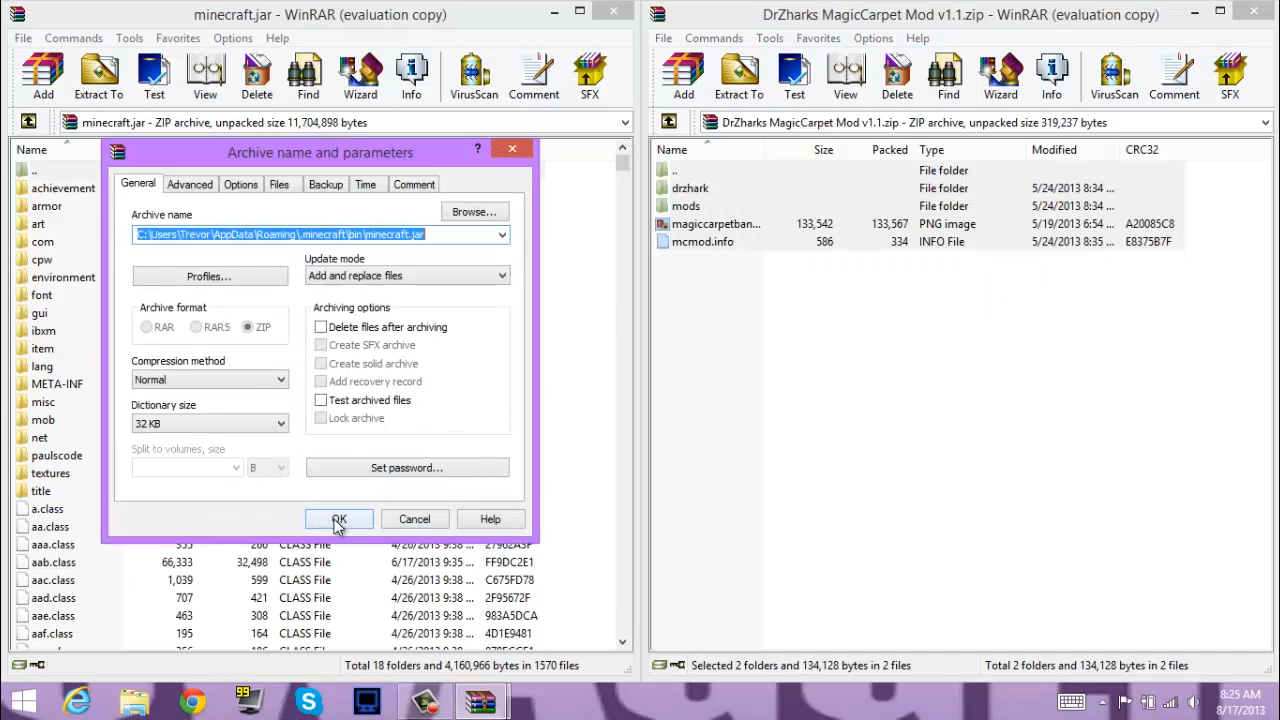 minecraft.jar - WinRAR (evaluation copy)
File Commands Tools Favorites Options Help
Add Extract To Test View Delete Find Wizard Info VirusScan Comment SFX
minecraft.jar - ZIP archive, unpacked size 11,704,898 bytes
Name
..
achievement
armor
art
com
cpw
environment
font
gui
ibxm
item
lang
META-INF
misc
mob
net
paulscode
textures
title
a.class
aa.class
aaa.class 355 266 CLASS File 4/26/2013 9:38 ... 27962A3F
aab.class 66,333 32,498 CLASS File 6/17/2013 9:35 ... FF9DC2E1
aac.class 1,039 599 CLASS File 4/26/2013 9:38 ... C675FD78
aad.class 707 421 CLASS File 4/26/2013 9:38 ... 2F95672F
aae.class 463 308 CLASS File 4/26/2013 9:38 ... 983A5DCA
aaf.class 195 164 CLASS File 4/26/2013 9:38 ... 4D1E9481
Total 18 folders and 4,160,966 bytes in 1570 files
Archive name and parameters
?
General Advanced Options Files Backup Time Comment
Archive name
Browse...
C:\Users\Trevor\AppData\Roaming\.minecraft\bin\minecraft.jar
Profiles...
Update mode
Add and replace files
Archive format
RAR RAR5 ZIP
Compression method
Normal
Dictionary size
32 KB
Split to volumes, size
B
Archiving options
Delete files after archiving
Create SFX archive
Create solid archive
Add recovery record
Test archived files
Lock archive
Set password...
OK Cancel Help
DrZharks MagicCarpet Mod v1.1.zip - WinRAR (evaluation copy)
File Commands Tools Favorites Options Help
Add Extract To Test View Delete Find Wizard Info VirusScan Comment SFX
DrZharks MagicCarpet Mod v1.1.zip - ZIP archive, unpacked size 319,237 bytes
Name Size Packed Type Modified CRC32
.. File folder
drzhark File folder 5/24/2013 8:34 ...
mods File folder 5/24/2013 8:34 ...
magiccarpetban... 133,542 133,567 PNG image 5/19/2013 6:54 ... A20085C8
mcmod.info 586 334 INFO File 5/24/2013 8:35 ... E8375B7F
Selected 2 folders and 134,128 bytes in 2 files
Total 2 folders and 134,128 bytes in 2 files
99
8:25 AM
8/17/2013